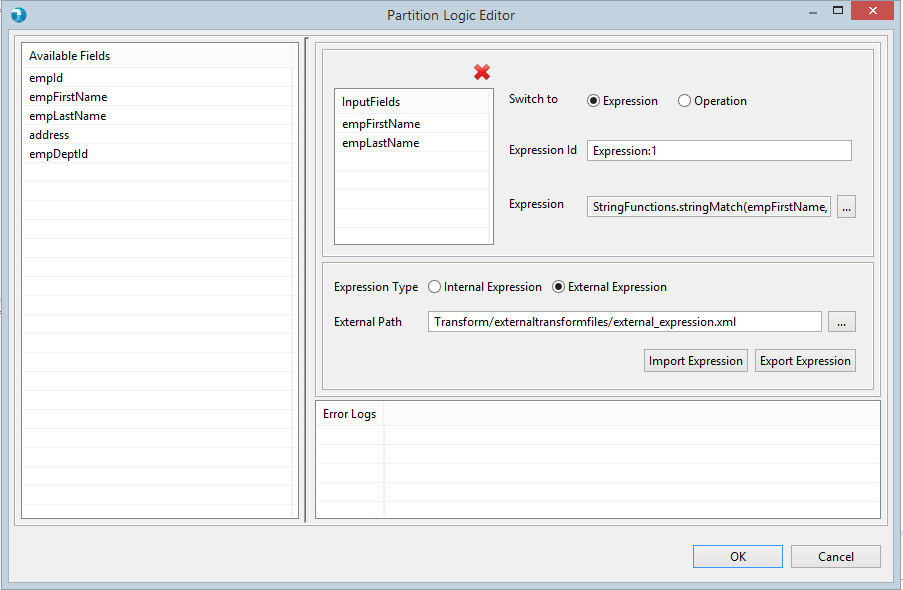 Partition Logic Editor
Available Fields
empId
empFirstName
empLastName
address
empDeptId
InputFields
empFirstName
empLastName
Switch to Expression Operation
Expression Id Expression:1
Expression StringFunctions.stringMatch(empFirstName, ...
Expression Type Internal Expression External Expression
External Path Transform/externaltransformfiles/external_expression.xml ...
Import Expression Export Expression
Error Logs
OK Cancel